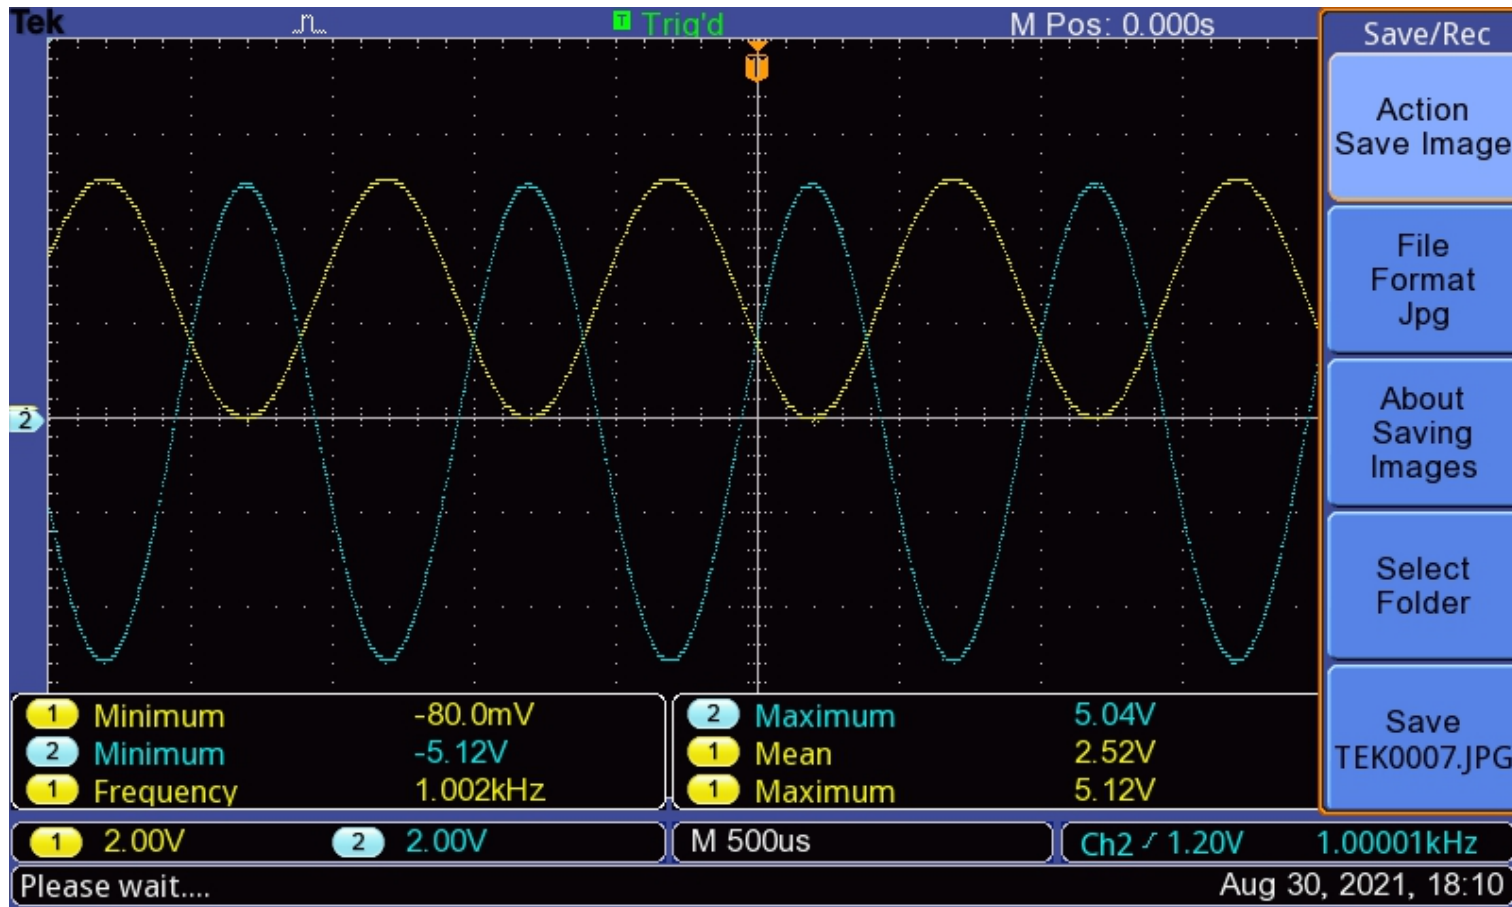 Tek
T Trig'd
M Pos: 0.000s
Save/Rec
T
Action
Save Image
File
Format
Jpg
2
About
Saving
Images
Select
Folder
Save
TEK0007.JPG
1 Minimum -80.0mV
2 Minimum -5.12V
1 Frequency 1.002kHz
2 Maximum 5.04V
1 Mean 2.52V
1 Maximum 5.12V
1 2.00V 2 2.00V M 500us Ch2 1.20V 1.00001kHz
Please wait.... Aug 30, 2021, 18:10